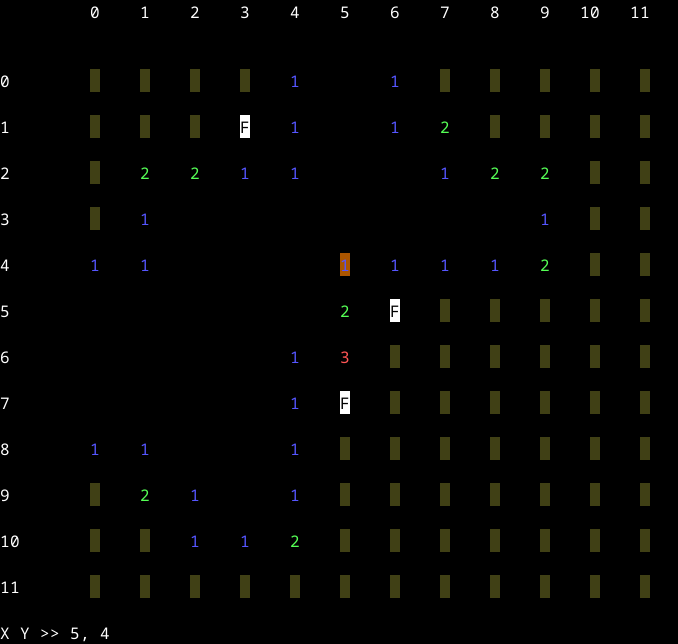 0 1 2 3 4 5 6 7 8 9 10 11
0 1 1
1 F 1 1 2
2 2 2 1 1 1 2 2
3 1 1
4 1 1 1 1 1 1 2
5 2 F
6 1 3
7 1 F
8 1 1 1
9 2 1 1
10 1 1 2
11
X Y >> 5, 4